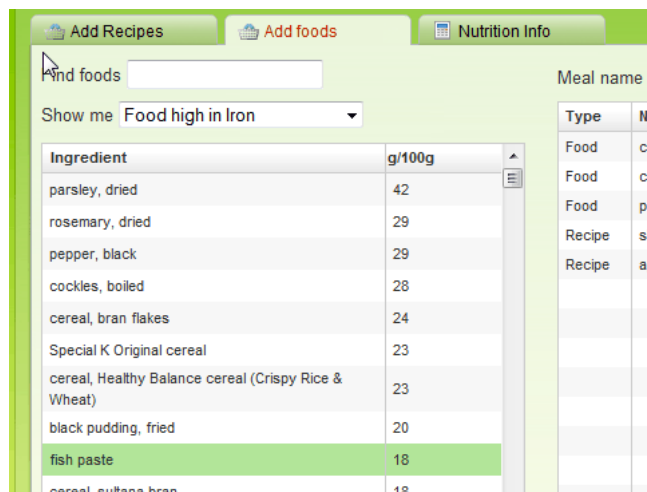 Add Recipes
Add foods
Nutrition Info
Find foods
Meal name
Show me Food high in Iron
Type
Ingredient g/100g
Food
parsley, dried 42
Food
rosemary, dried 29
Food
Recipe
pepper, black 29
Recipe
cockles, boiled 28
cereal, bran flakes 24
Special K Original cereal 23
cereal, Healthy Balance cereal (Crispy Rice &
Wheat) 23
black pudding, fried 20
fish paste 18
cereal, sultana bran 18